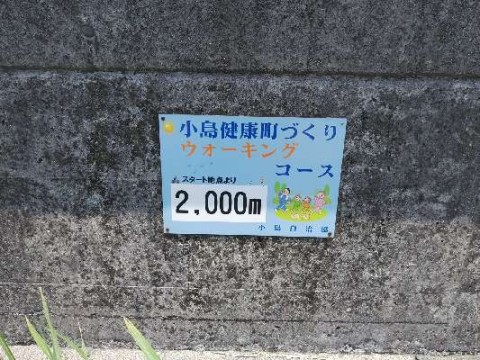 小島健康町づくり
ウォーキング
コース
スタート地点より
2,000m
小島自治協